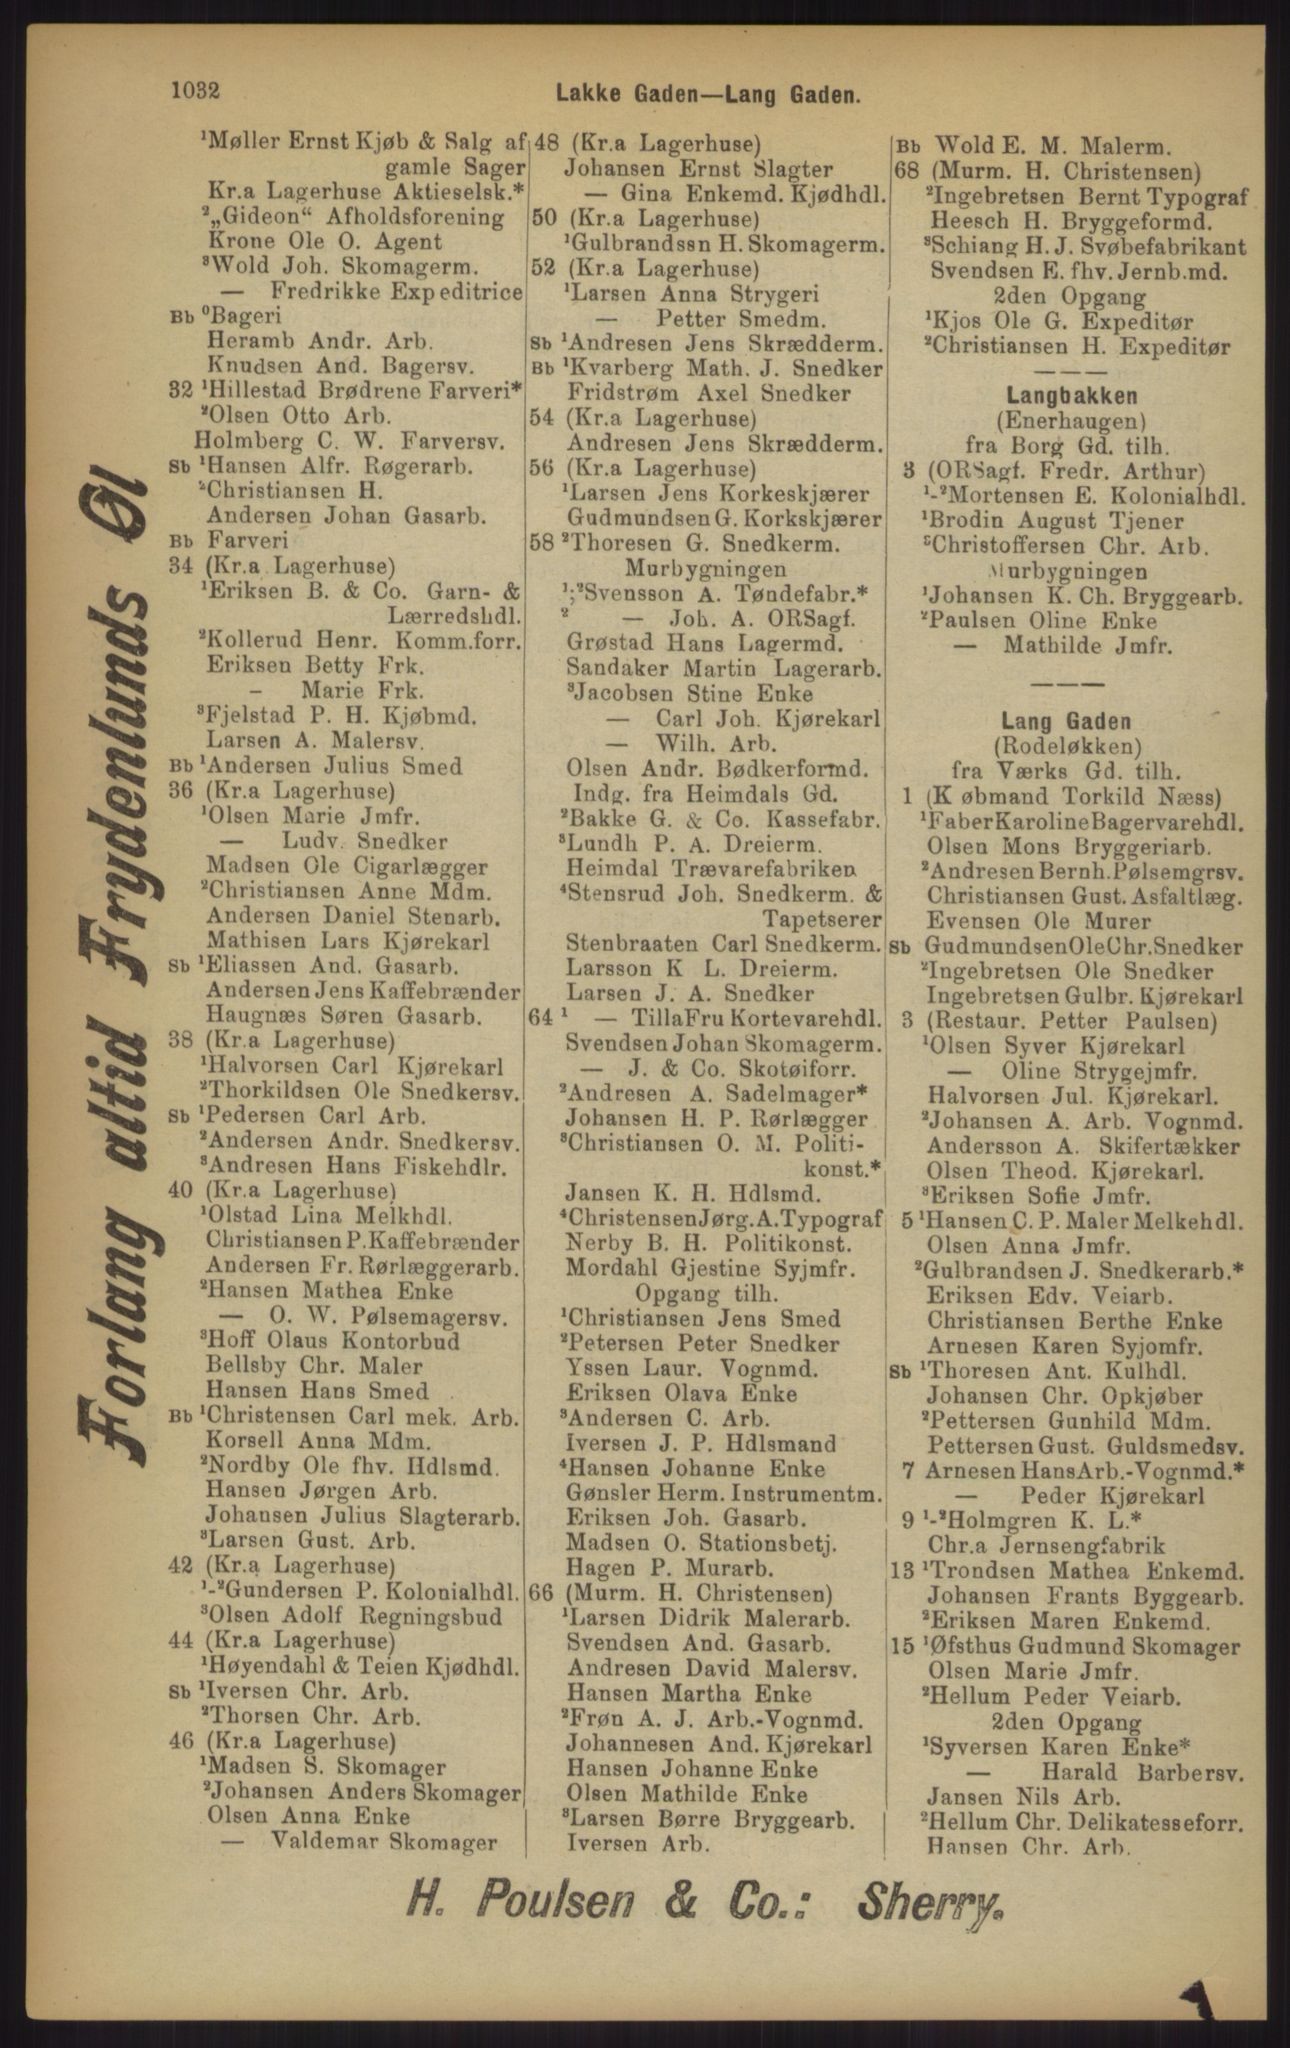 1032
Lakke Gaden—Lang Gaden.
¹Møller Ernst Kjøb & Salg af
gamle Sager
Kr.a Lagerhuse Aktieselsk.*
²„Gideon“ Afholdsforening
Krone Ole O. Agent
³Wold Joh. Skomagerm.
— Fredrikke Expeditrice
Bb ⁰Bageri
Heramb Andr. Arb.
Knudsen And. Bagersv.
32 ¹Hillestad Brødrene Farveri*
²Olsen Otto Arb.
Holmberg C. W. Farversv.
Sb ¹Hansen Alfr. Røgerarb.
²Christiansen H.
Andersen Johan Gasarb.
Bb Farveri
34 (Kr.a Lagerhuse)
¹Eriksen B. & Co. Garn- &
Lærredshdl.
²Kollerud Henr. Komm.forr.
Eriksen Betty Frk.
— Marie Frk.
³Fjelstad P. H. Kjøbmd.
Larsen A. Malersv.
Bb ¹Andersen Julius Smed
36 (Kr.a Lagerhuse)
¹Olsen Marie Jmfr.
— Ludv. Snedker
Madsen Ole Cigarlægger
²Christiansen Anne Mdm.
Andersen Daniel Stenarb.
Mathisen Lars Kjørekarl
Sb ¹Eliassen And. Gasarb.
Andersen Jens Kaffebrænder
Haugnæs Søren Gasarb.
38 (Kr.a Lagerhuse)
¹Halvorsen Carl Kjørekarl
²Thorkildsen Ole Snedkersv.
Sb ¹Pedersen Carl Arb.
²Andersen Andr. Snedkersv.
³Andresen Hans Fiskehdlr.
40 (Kr.a Lagerhuse)
¹Olstad Lina Melkhdl.
Christiansen P. Kaffebrænder
Andersen Fr. Rørlæggerarb.
²Hansen Mathea Enke
— O. W. Pølsemagersv.
³Hoff Olaus Kontorbud
Bellsby Chr. Maler
Hansen Hans Smed
Bb ¹Christensen Carl mek. Arb.
Korsell Anna Mdm.
²Nordby Ole fhv. Hdlsmd.
Hansen Jørgen Arb.
Johansen Julius Slagterarb.
³Larsen Gust. Arb.
42 (Kr.a Lagerhuse)
¹-²Gundersen P. Kolonialhdl.
³Olsen Adolf Regningsbud
44 (Kr.a Lagerhuse)
¹Høyendahl & Teien Kjødhdl.
Sb ¹Iversen Chr. Arb.
²Thorsen Chr. Arb.
46 (Kr.a Lagerhuse)
¹Madsen S. Skomager
²Johansen Anders Skomager
Olsen Anna Enke
— Valdemar Skomager
48 (Kr.a Lagerhuse)
Johansen Ernst Slagter
— Gina Enkemd. Kjødhdl.
50 (Kr.a Lagerhuse)
¹Gulbrandssn H. Skomagerm.
52 (Kr.a Lagerhuse)
¹Larsen Anna Strygeri
— Petter Smedm.
Sb ¹Andresen Jens Skrædderm.
Bb ¹Kvarberg Math. J. Snedker
Fridstrøm Axel Snedker
54 (Kr.a Lagerhuse)
Andresen Jens Skrædderm.
56 (Kr.a Lagerhuse)
¹Larsen Jens Korkeskjærer
Gudmundsen G. Korkskjærer
58 ²Thoresen G. Snedkerm.
Murbygningen
¹;²Svensson A. Tøndefabr.*
² — Joh. A. ORSagf.
Grøstad Hans Lagermd.
Sandaker Martin Lagerarb.
³Jacobsen Stine Enke
— Carl Joh. Kjørekarl
— Wilh. Arb.
Olsen Andr. Bødkerformd.
Indg. fra Heimdals Gd.
²Bakke G. & Co. Kassefabr.
³Lundh P. A. Dreierm.
Heimdal Trævarefabriken
⁴Stensrud Joh. Snedkerm. &
Tapetserer
Stenbraaten Carl Snedkerm.
Larsson K L. Dreierm.
Larsen J. A. Snedker
64 ¹ — Tilla Fru Kortevarehdl.
Svendsen Johan Skomagerm.
— J. & Co. Skotøiforr.
²Andresen A. Sadelmager*
Johansen H. P. Rørlægger
³Christiansen O. M. Politi-
konst.*
Jansen K. H. Hdlsmd.
⁴Christensen Jørg. A. Typograf
Nerby B. H. Politikonst.
Mordahl Gjestine Syjmfr.
Opgang tilh.
¹Christiansen Jens Smed
²Petersen Peter Snedker
Yssen Laur. Vognmd.
Eriksen Olava Enke
³Andersen C. Arb.
Iversen J. P. Hdlsmand
⁴Hansen Johanne Enke
Gønsler Herm. Instrumentm.
Eriksen Joh. Gasarb.
Madsen O. Stationsbetj.
Hagen P. Murarb.
66 (Murm. H. Christensen)
¹Larsen Didrik Malerarb.
Svendsen And. Gasarb.
Andresen David Malersv.
Hansen Martha Enke
²Frøn A. J. Arb.-Vognmd.
Johannesen And. Kjørekarl
Hansen Johanne Enke
Olsen Mathilde Enke
³Larsen Børre Bryggearb.
Iversen Arb.
Bb Wold E. M. Malerm.
68 (Murm. H. Christensen)
²Ingebretsen Bernt Typograf
Heesch H. Bryggeformd.
³Schiang H. J. Svøbefabrikant
Svendsen E. fhv. Jernb.md.
2den Opgang
¹Kjos Ole G. Expeditør
²Christiansen H. Expeditør
— — —
Langbakken
(Enerhaugen)
fra Borg Gd. tilh.
3 (ORSagf. Fredr. Arthur)
¹-²Mortensen E. Kolonialhdl.
¹Brodin August Tjener
³Christoffersen Chr. Arb.
Murbygningen
¹Johansen K. Ch. Bryggearb.
²Paulsen Oline Enke
— Mathilde Jmfr.
— — —
Lang Gaden
(Rodeløkken)
fra Værks Gd. tilh.
1 (K øbmand Torkild Næss)
¹Faber Karoline Bagervarehdl.
Olsen Mons Bryggeriarb.
²Andresen Bernh. Pølsemgrsv.
Christiansen Gust. Asfaltlæg.
Evensen Ole Murer
Sb Gudmundsen Ole Chr. Snedker
²Ingebretsen Ole Snedker
Ingebretsen Gulbr. Kjørekarl
3 (Restaur. Petter Paulsen)
¹Olsen Syver Kjørekarl
— Oline Strygejmfr.
Halvorsen Jul. Kjørekarl.
²Johansen A. Arb. Vognmd.
Andersson A. Skifertækker
Olsen Theod. Kjørekarl.
³Eriksen Sofie Jmfr.
5 ¹Hansen C. P. Maler Melkehdl.
Olsen Anna Jmfr.
²Gulbrandsen J. Snedkerarb.*
Eriksen Edv. Veiarb.
Christiansen Berthe Enke
Arnesen Karen Syjomfr.
Sb ¹Thoresen Ant. Kulhdl.
Johansen Chr. Opkjøber
²Pettersen Gunhild Mdm.
Pettersen Gust. Guldsmedsv.
7 Arnesen Hans Arb.-Vognmd.*
— Peder Kjørekarl
9 ¹-²Holmgren K. L.*
Chr.a Jernsengfabrik
13 ¹Trondsen Mathea Enkemd.
Johansen Frants Byggearb.
²Eriksen Maren Enkemd.
15 ¹Øfsthus Gudmund Skomager
Olsen Marie Jmfr.
²Hellum Peder Veiarb.
2den Opgang
¹Syversen Karen Enke*
— Harald Barbersv.
Jansen Nils Arb.
²Hellum Chr. Delikatesseforr.
Hansen Chr. Arb.
Forlang altid Frydenlunds Øl
H. Poulsen & Co.: Sherry.